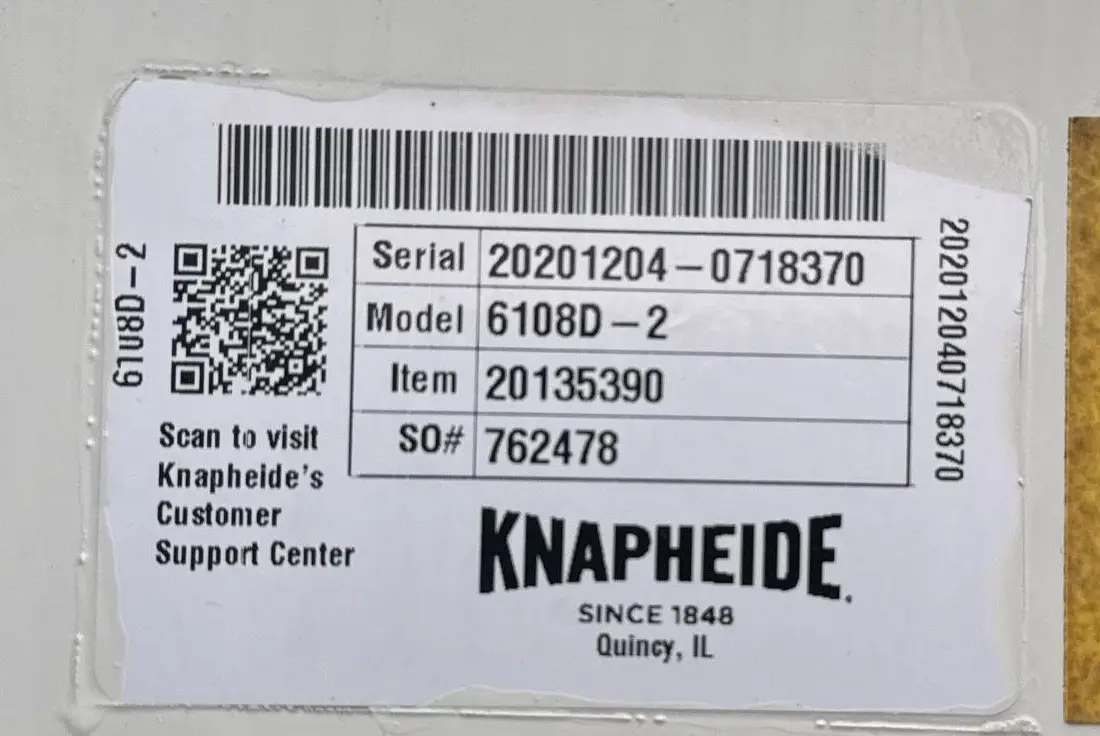 6108D-2
Serial 20201204-0718370
Model 6108D-2
Item 20135390
SO# 762478
202012040718370
Scan to visit
Knapheide's
Customer
Support Center
KNAPHEIDE.
SINCE 1848
Quincy, IL